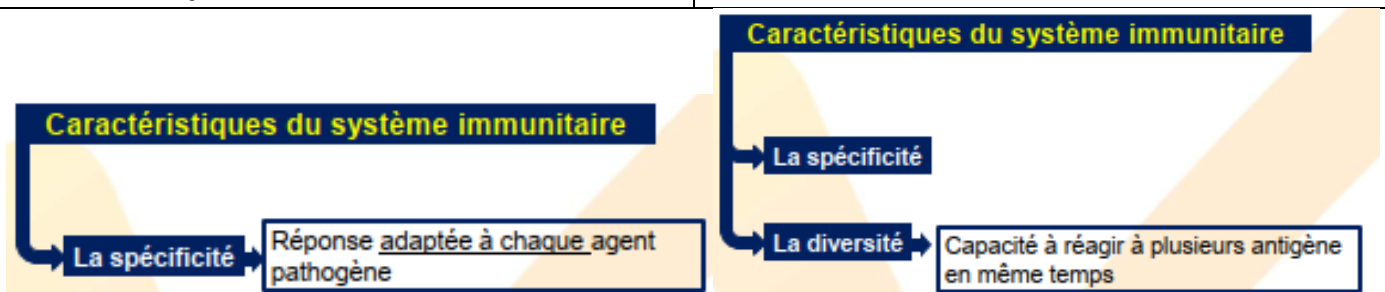 Caractéristiques du système immunitaire
La spécificité
Réponse adaptée à chaque agent
pathogène
Caractéristiques du système immunitaire
La spécificité
La diversité
Capacité à réagir à plusieurs antigène
en même temps